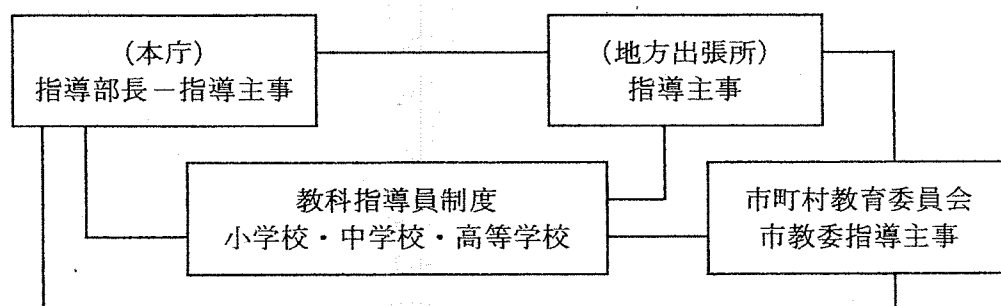 (本庁)
指導部長－指導主事
(地方出張所)
指導主事
教科指導員制度
小学校・中学校・高等学校
市町村教育委員会
市教委指導主事